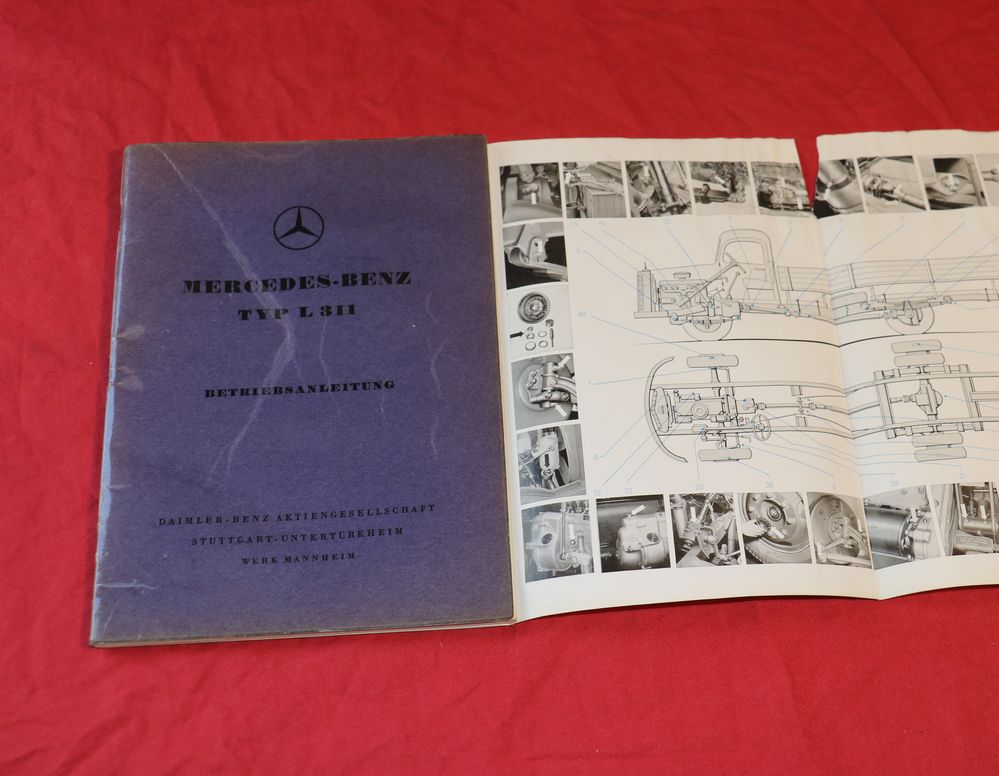 MERCEDES-BENZ
TYP L 311
BETRIEBSANLEITUNG
DAIMLER-BENZ AKTIENGESELLSCHAFT
STUTTGART-UNTERTÜRKHEIM
WERK MANNHEIM